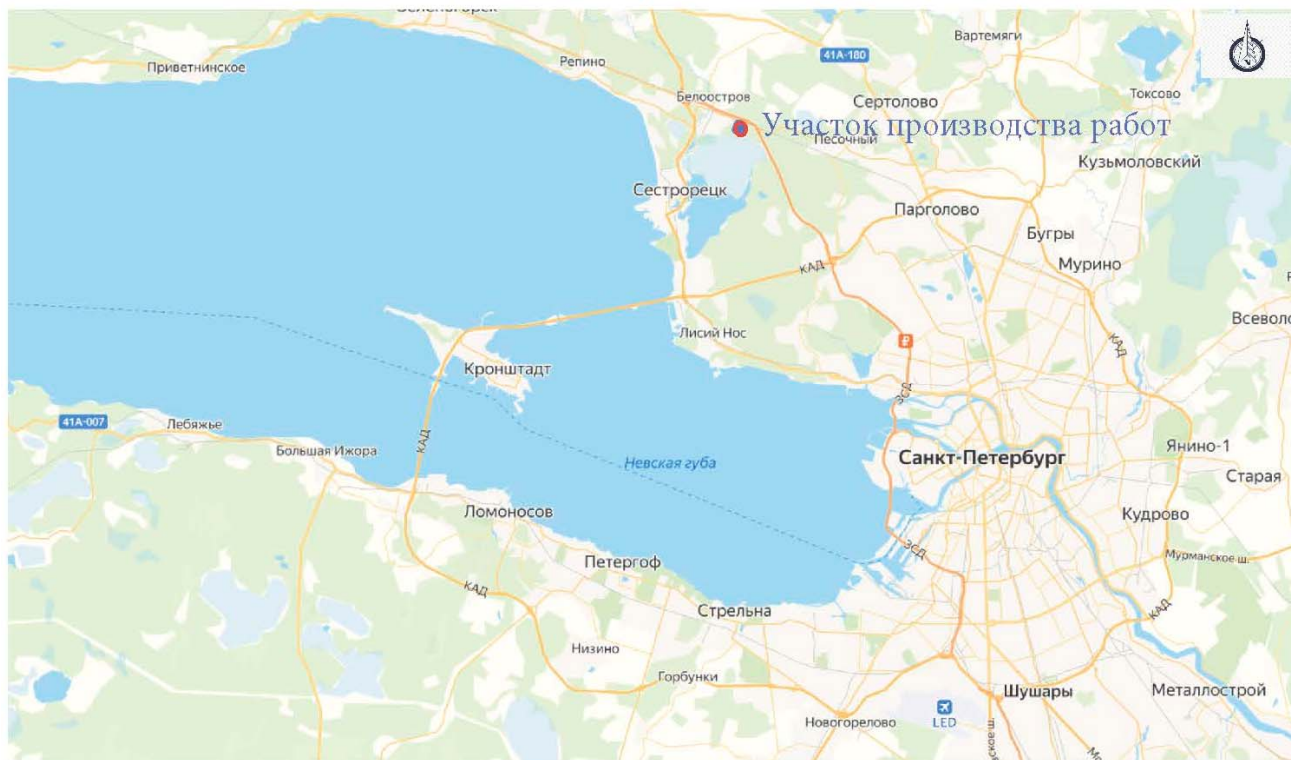 Зеленогорск
Приветнинское
Репино
41А-180
Вартемяги
Белоостров
Сертолово
Токсово
Участок производства работ
Песочный
Кузьмоловский
Сестрорецк
Парголово
Бугры
Мурино
КАД
Лисий Нос
Всеволо
КАД
Кронштадт
ЗСД
41А-007
Лебяжье
Большая Ижора
КАД
Невская губа
Санкт-Петербург
Янино-1
Старая
Ломоносов
Кудрово
Петергоф
ЗСД
Мурманское ш.
КАД
Стрельна
КАД
Низино
Горбунки
Шушары
Металлострой
Новогорелово
LED